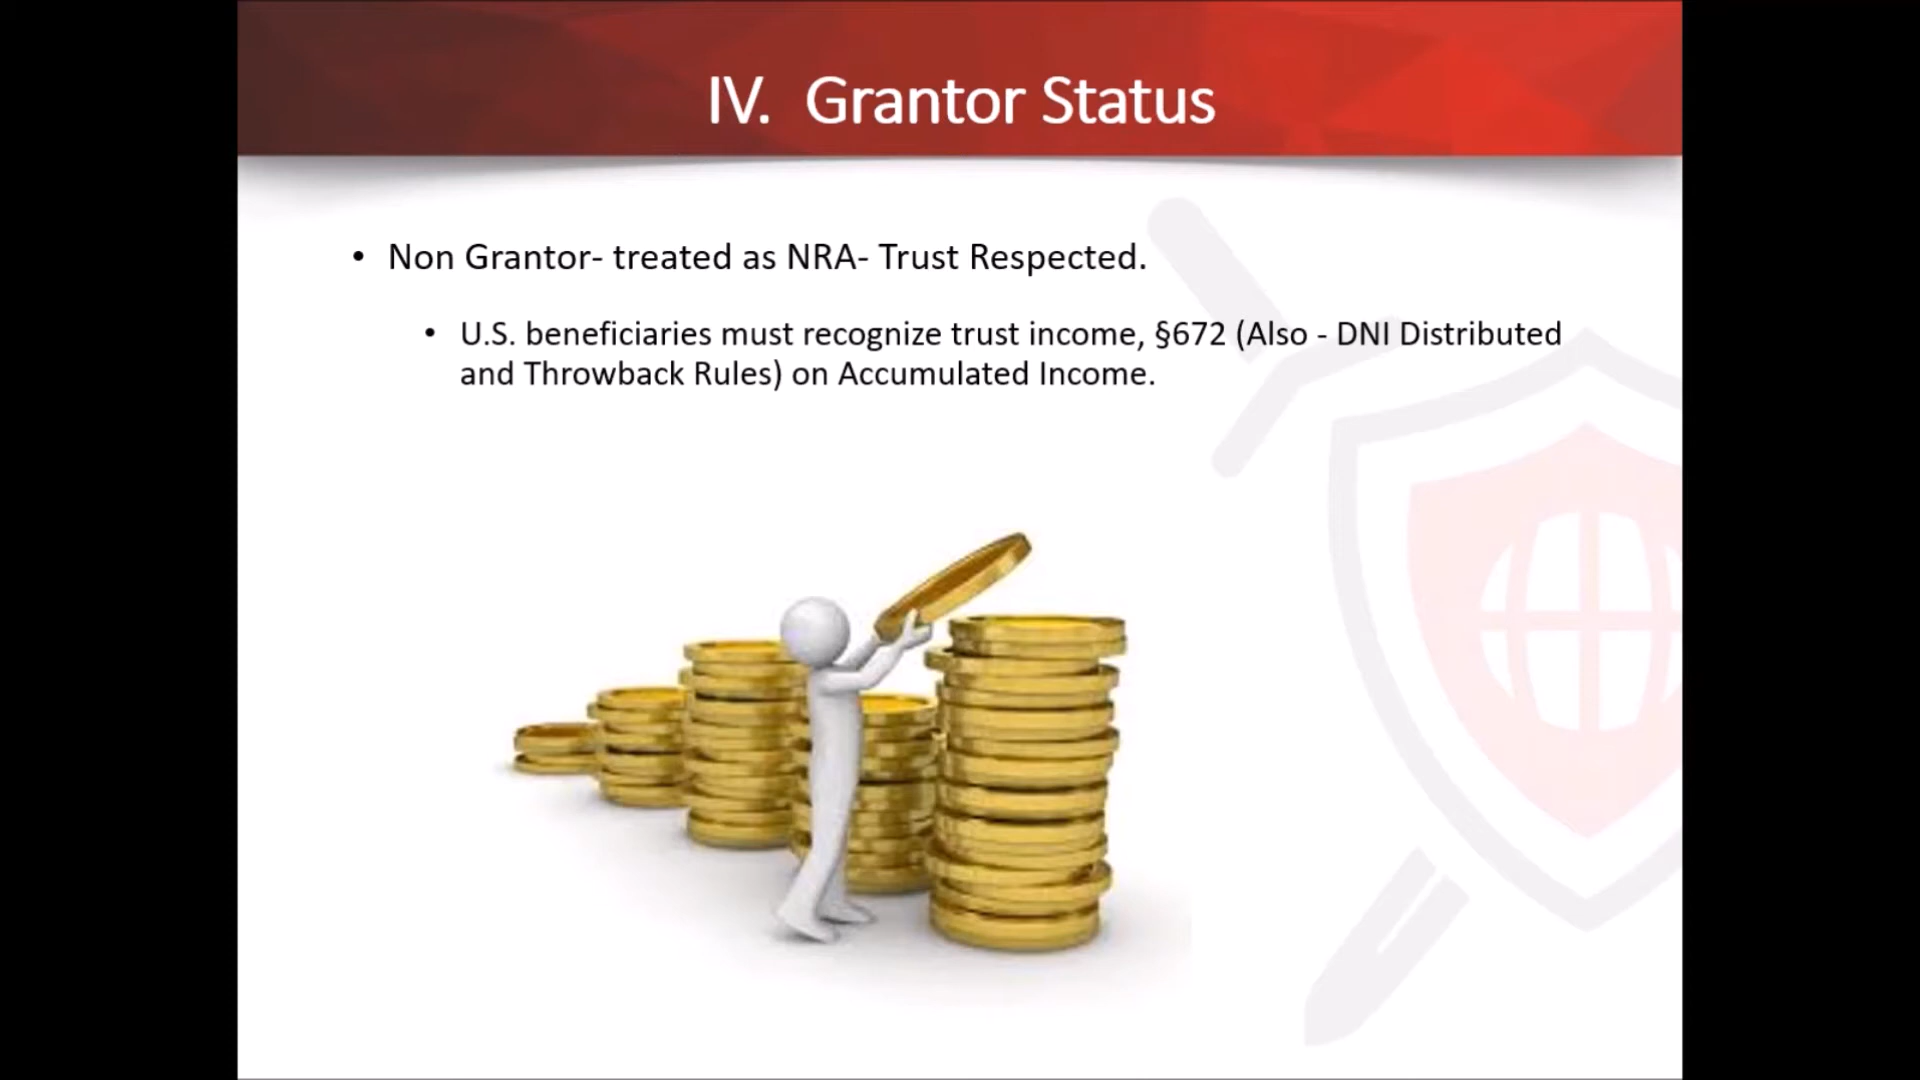 IV. Grantor Status
• Non Grantor- treated as NRA- Trust Respected.
• U.S. beneficiaries must recognize trust income, §672 (Also - DNI Distributed
and Throwback Rules) on Accumulated Income.